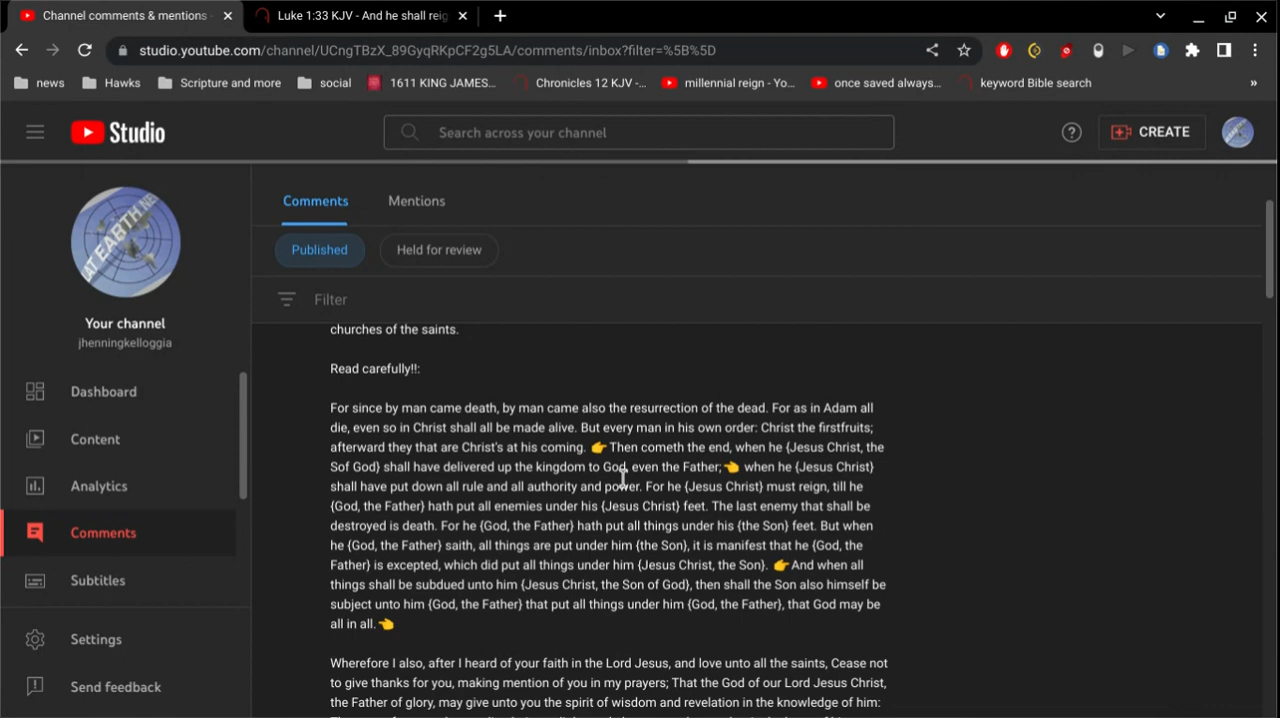 Channel comments & mentions -
Luke 1:33 KJV - And he shall reig
studio.youtube.com/channel/UCngTBzX_89GyqRKpCF2g5LA/comments/inbox?filter=%5B%5D
news
Hawks
Scripture and more
social
1611 KING JAMES...
Chronicles 12 KJV -...
millennial reign - Yo...
once saved always...
keyword Bible search
»
Studio
Search across your channel
CREATE
AT EARTH NE
Your channel
jhenningkelloggia
Dashboard
Content
Analytics
Comments
Subtitles
Settings
Send feedback
Comments
Mentions
Published
Held for review
Filter
churches of the saints.
Read carefully!!:
For since by man came death, by man came also the resurrection of the dead. For as in Adam all
die, even so in Christ shall all be made alive. But every man in his own order: Christ the firstfruits;
afterward they that are Christ's at his coming. 👉 Then cometh the end, when he {Jesus Christ, the
Sof God} shall have delivered up the kingdom to God, even the Father;👈 when he {Jesus Christ}
shall have put down all rule and all authority and power. For he {Jesus Christ} must reign, till he
{God, the Father} hath put all enemies under his {Jesus Christ} feet. The last enemy that shall be
destroyed is death. For he {God, the Father} hath put all things under his {the Son} feet. But when
he {God, the Father} saith, all things are put under him {the Son}, it is manifest that he {God, the
Father} is excepted, which did put all things under him {Jesus Christ, the Son}. 👉And when all
things shall be subdued unto him {Jesus Christ, the Son of God}, then shall the Son also himself be
subject unto him {God, the Father} that put all things under him {God, the Father}, that God may be
all in all.👈
Wherefore I also, after I heard of your faith in the Lord Jesus, and love unto all the saints, Cease not
to give thanks for you, making mention of you in my prayers; That the God of our Lord Jesus Christ,
the Father of glory, may give unto you the spirit of wisdom and revelation in the knowledge of him: